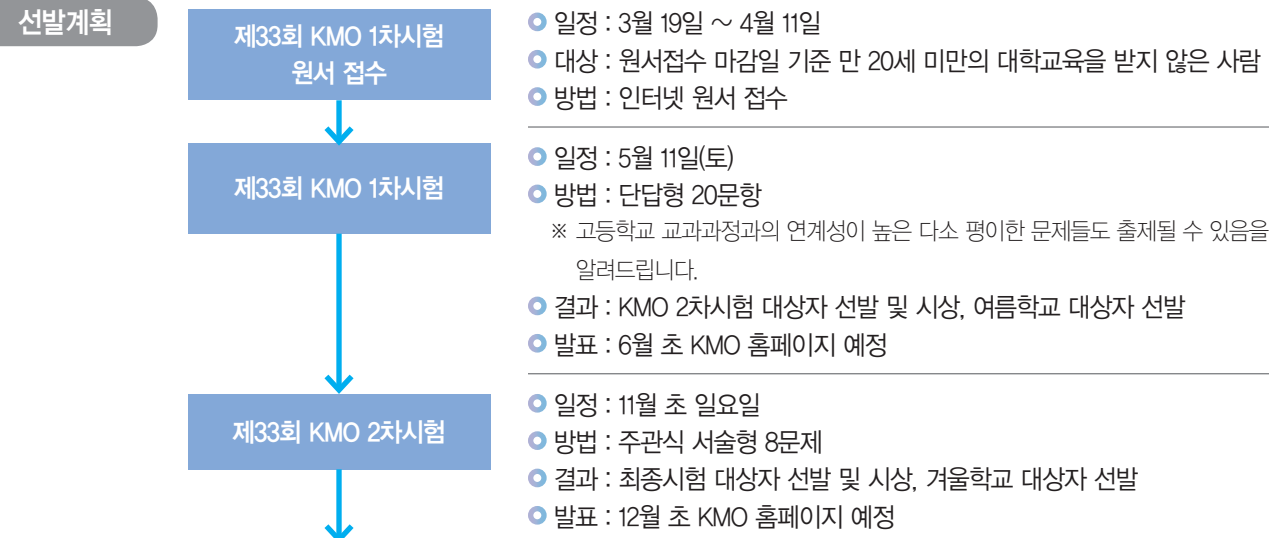 선발계획
제33회 KMO 1차시험
원서 접수
일정 : 3월 19일 ~ 4월 11일
대상 : 원서접수 마감일 기준 만 20세 미만의 대학교육을 받지 않은 사람
방법 : 인터넷 원서 접수
제33회 KMO 1차시험
일정 : 5월 11일(토)
방법 : 단답형 20문항
※ 고등학교 교과과정과의 연계성이 높은 다소 평이한 문제들도 출제될 수 있음을
알려드립니다.
결과 : KMO 2차시험 대상자 선발 및 시상, 여름학교 대상자 선발
발표 : 6월 초 KMO 홈페이지 예정
제33회 KMO 2차시험
일정 : 11월 초 일요일
방법 : 주관식 서술형 8문제
결과 : 최종시험 대상자 선발 및 시상, 겨울학교 대상자 선발
발표 : 12월 초 KMO 홈페이지 예정